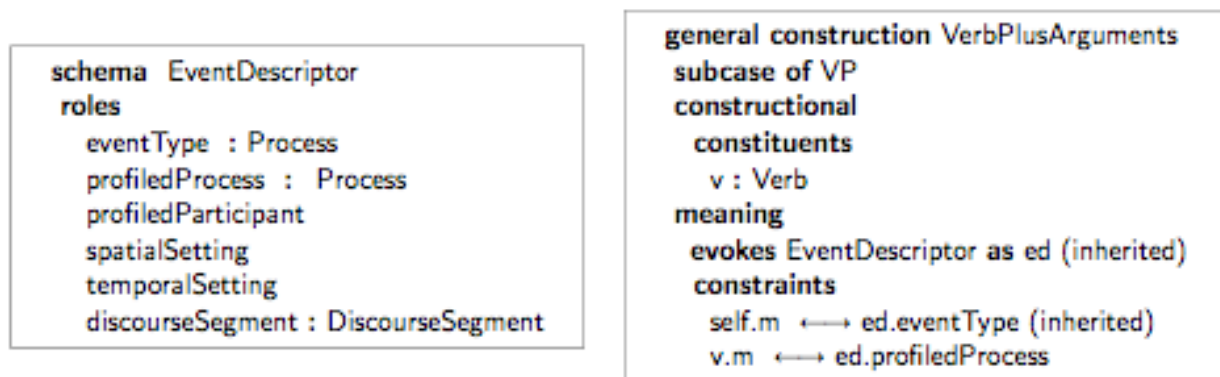 schema EventDescriptor
roles
eventType : Process
profiledProcess : Process
profiledParticipant
spatialSetting
temporalSetting
discourseSegment : DiscourseSegment
general construction VerbPlusArguments
subcase of VP
constructional
constituents
v : Verb
meaning
evokes EventDescriptor as ed (inherited)
constraints
self.m ⟷ ed.eventType (inherited)
v.m ⟷ ed.profiledProcess